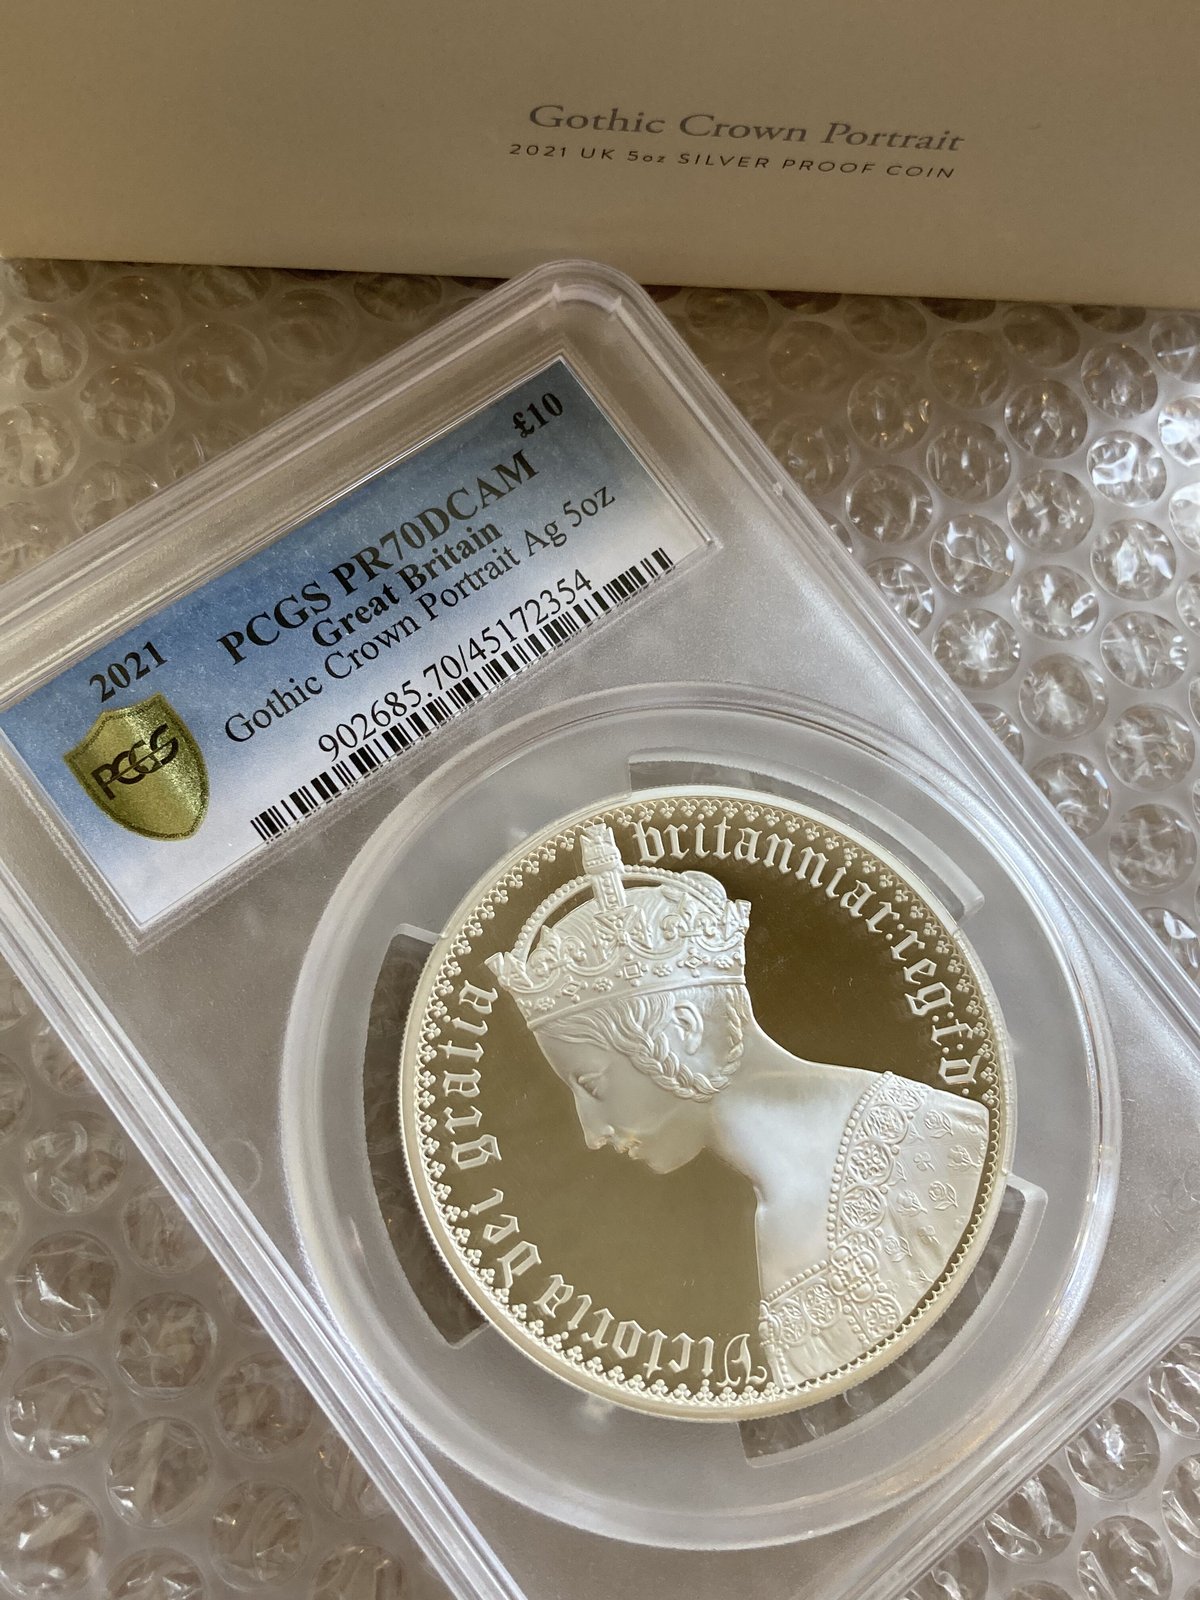 Gothic Crown Portrait
2021 UK 5oz SILVER PROOF COIN
2021 £10
PCGS PR70DCAM
Great Britain
Gothic Crown Portrait Ag 5oz
902685.70/45172354
PCGS
Victoria dei gratia britanniar: reg: f: d: